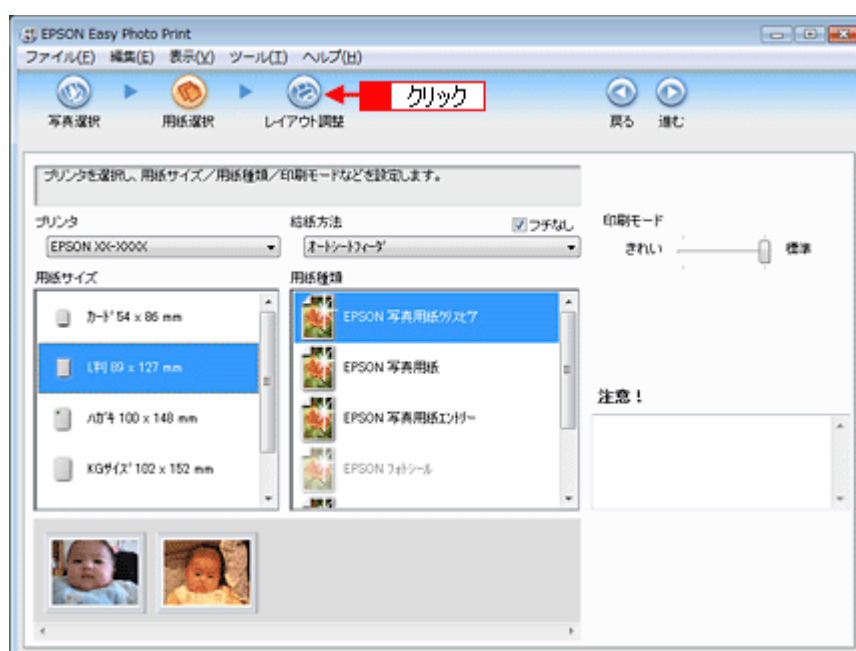 EPSON Easy Photo Print
ファイル(F) 編集(E) 表示(V) ツール(T) ヘルプ(H)
クリック
写真選択 用紙選択 レイアウト調整 戻る 進む
プリンタを選択し、用紙サイズ/用紙種類/印刷モードなどを設定します。
プリンタ 給紙方法 フチなし 印刷モード
EPSON XX-XXXX オートシートフィーダ きれい 標準
用紙サイズ 用紙種類
カード 54 x 86 mm EPSON 写真用紙クリスピア
L判 89 x 127 mm EPSON 写真用紙
注意!
ハガキ 100 x 148 mm EPSON 写真用紙エントリー
KGサイズ 102 x 152 mm EPSON フォトシール